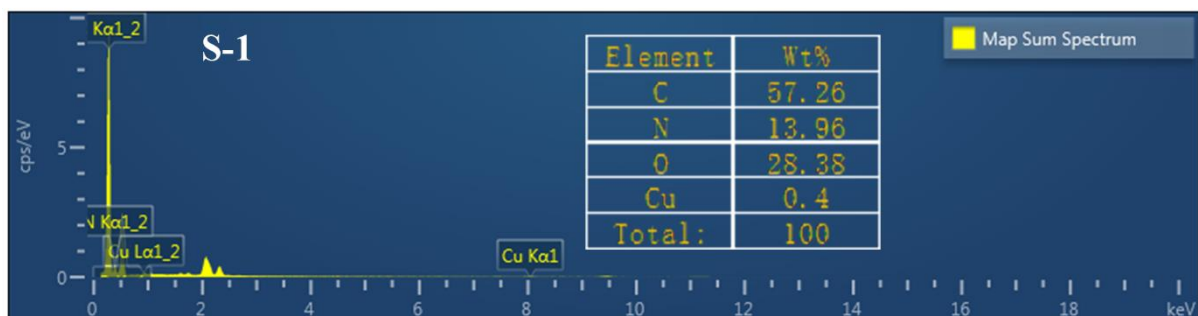 Kα1_2
S-1
Map Sum Spectrum
Element Wt%
C 57.26
N 13.96
O 28.38
Cu 0.4
Total: 100
cps/eV
5
N Kα1_2
Cu Lα1_2
Cu Kα1
0
0 2 4 6 8 10 12 14 16 18 keV